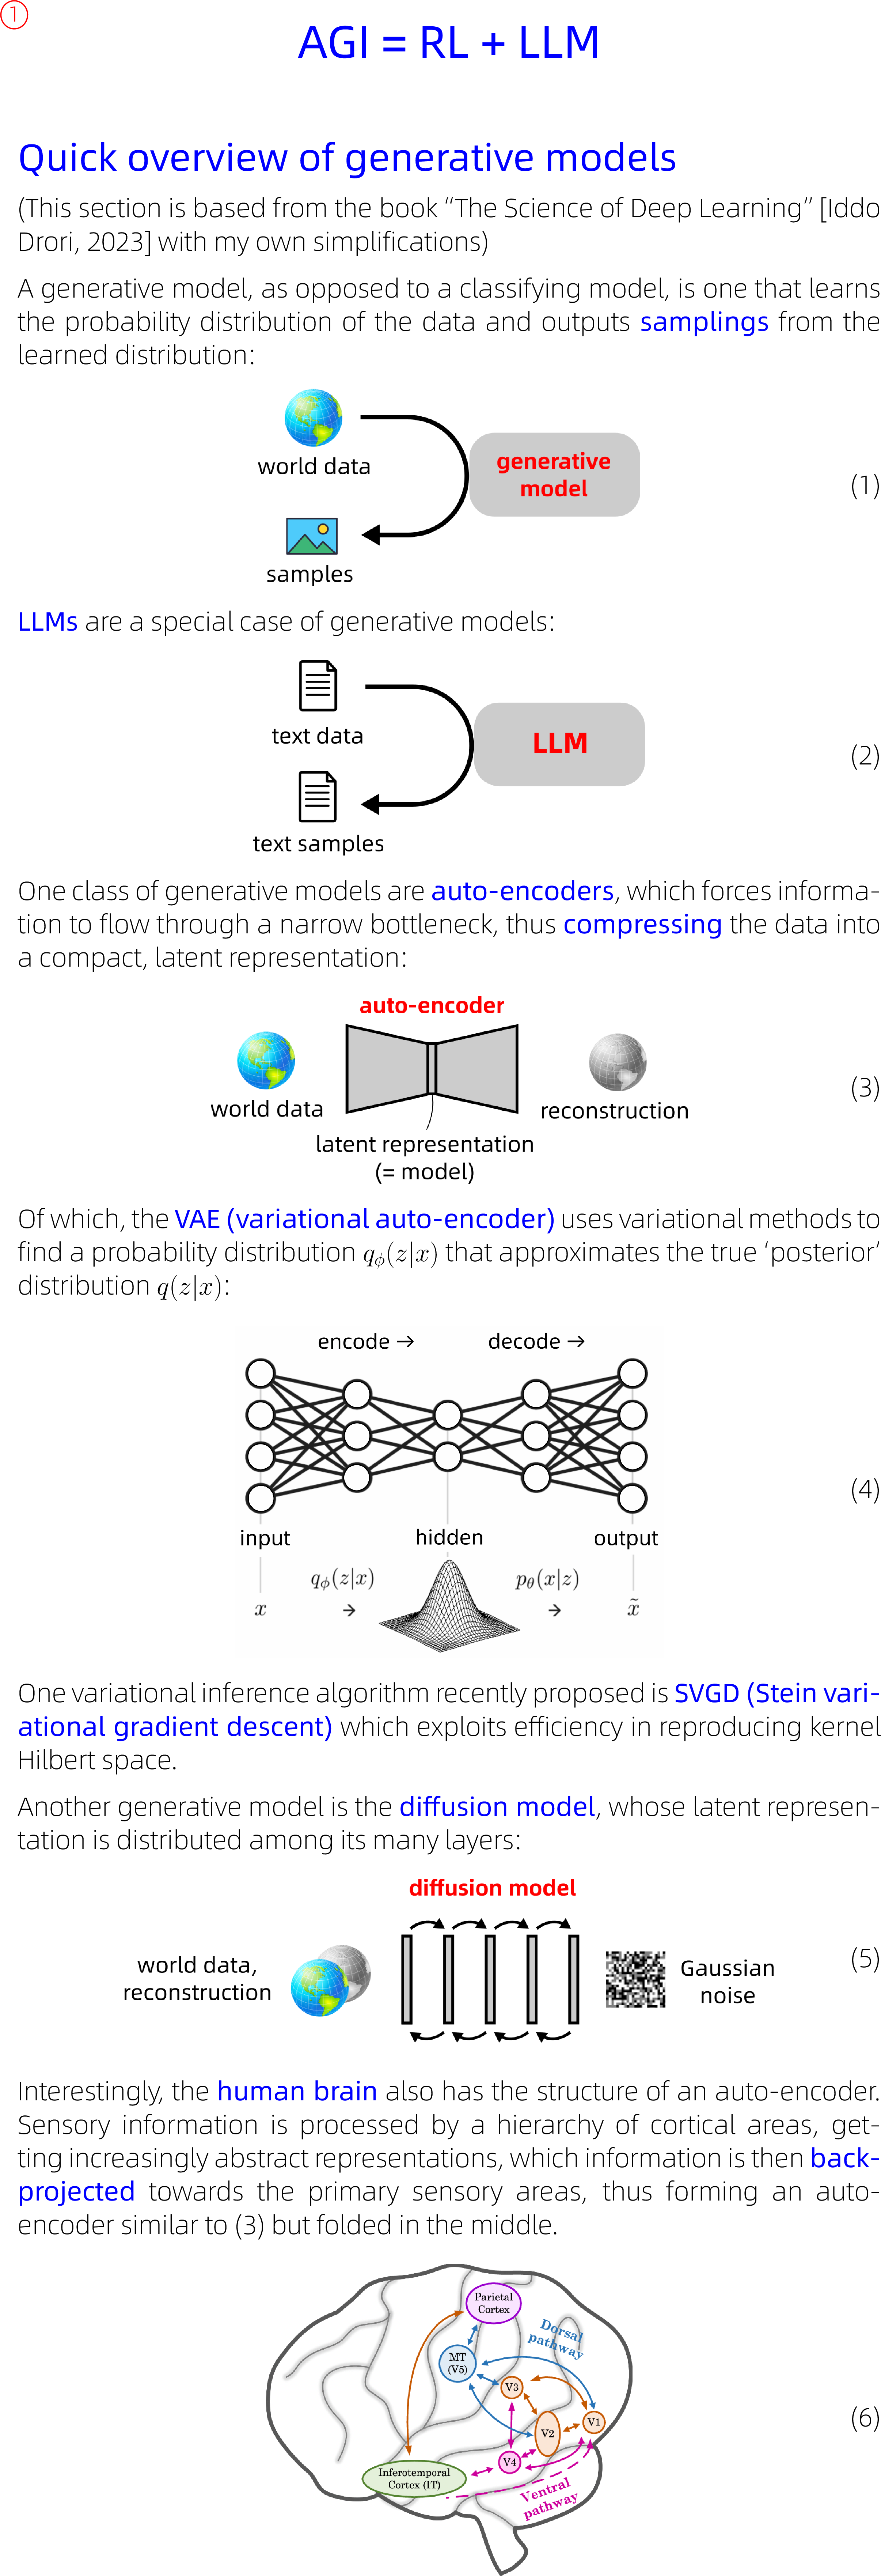 ①
AGI = RL + LLM
Quick overview of generative models
(This section is based from the book “The Science of Deep Learning” [Iddo
Drori, 2023] with my own simplifications)
A generative model, as opposed to a classifying model, is one that learns
the probability distribution of the data and outputs samplings from the
learned distribution:
world data
generative
model
(1)
samples
LLMs are a special case of generative models:
text data
LLM
(2)
text samples
One class of generative models are auto-encoders, which forces informa-
tion to flow through a narrow bottleneck, thus compressing the data into
a compact, latent representation:
auto-encoder
world data
reconstruction
(3)
latent representation
(= model)
Of which, the VAE (variational auto-encoder) uses variational methods to
find a probability distribution qϕ(z|x) that approximates the true ‘posterior’
distribution q(z|x):
encode → decode →
(4)
input hidden output
qϕ(z|x) pθ(x|z)
x → → x̃
One variational inference algorithm recently proposed is SVGD (Stein vari-
ational gradient descent) which exploits efficiency in reproducing kernel
Hilbert space.
Another generative model is the diffusion model, whose latent represen-
tation is distributed among its many layers:
diffusion model
world data,
reconstruction
Gaussian
noise
(5)
Interestingly, the human brain also has the structure of an auto-encoder.
Sensory information is processed by a hierarchy of cortical areas, get-
ting increasingly abstract representations, which information is then back-
projected towards the primary sensory areas, thus forming an auto-
encoder similar to (3) but folded in the middle.
Parietal
Cortex
Dorsal
pathway
MT
(V5)
V3
V1
V2
V4
(6)
Inferotemporal
Cortex (IT)
Ventral
pathway